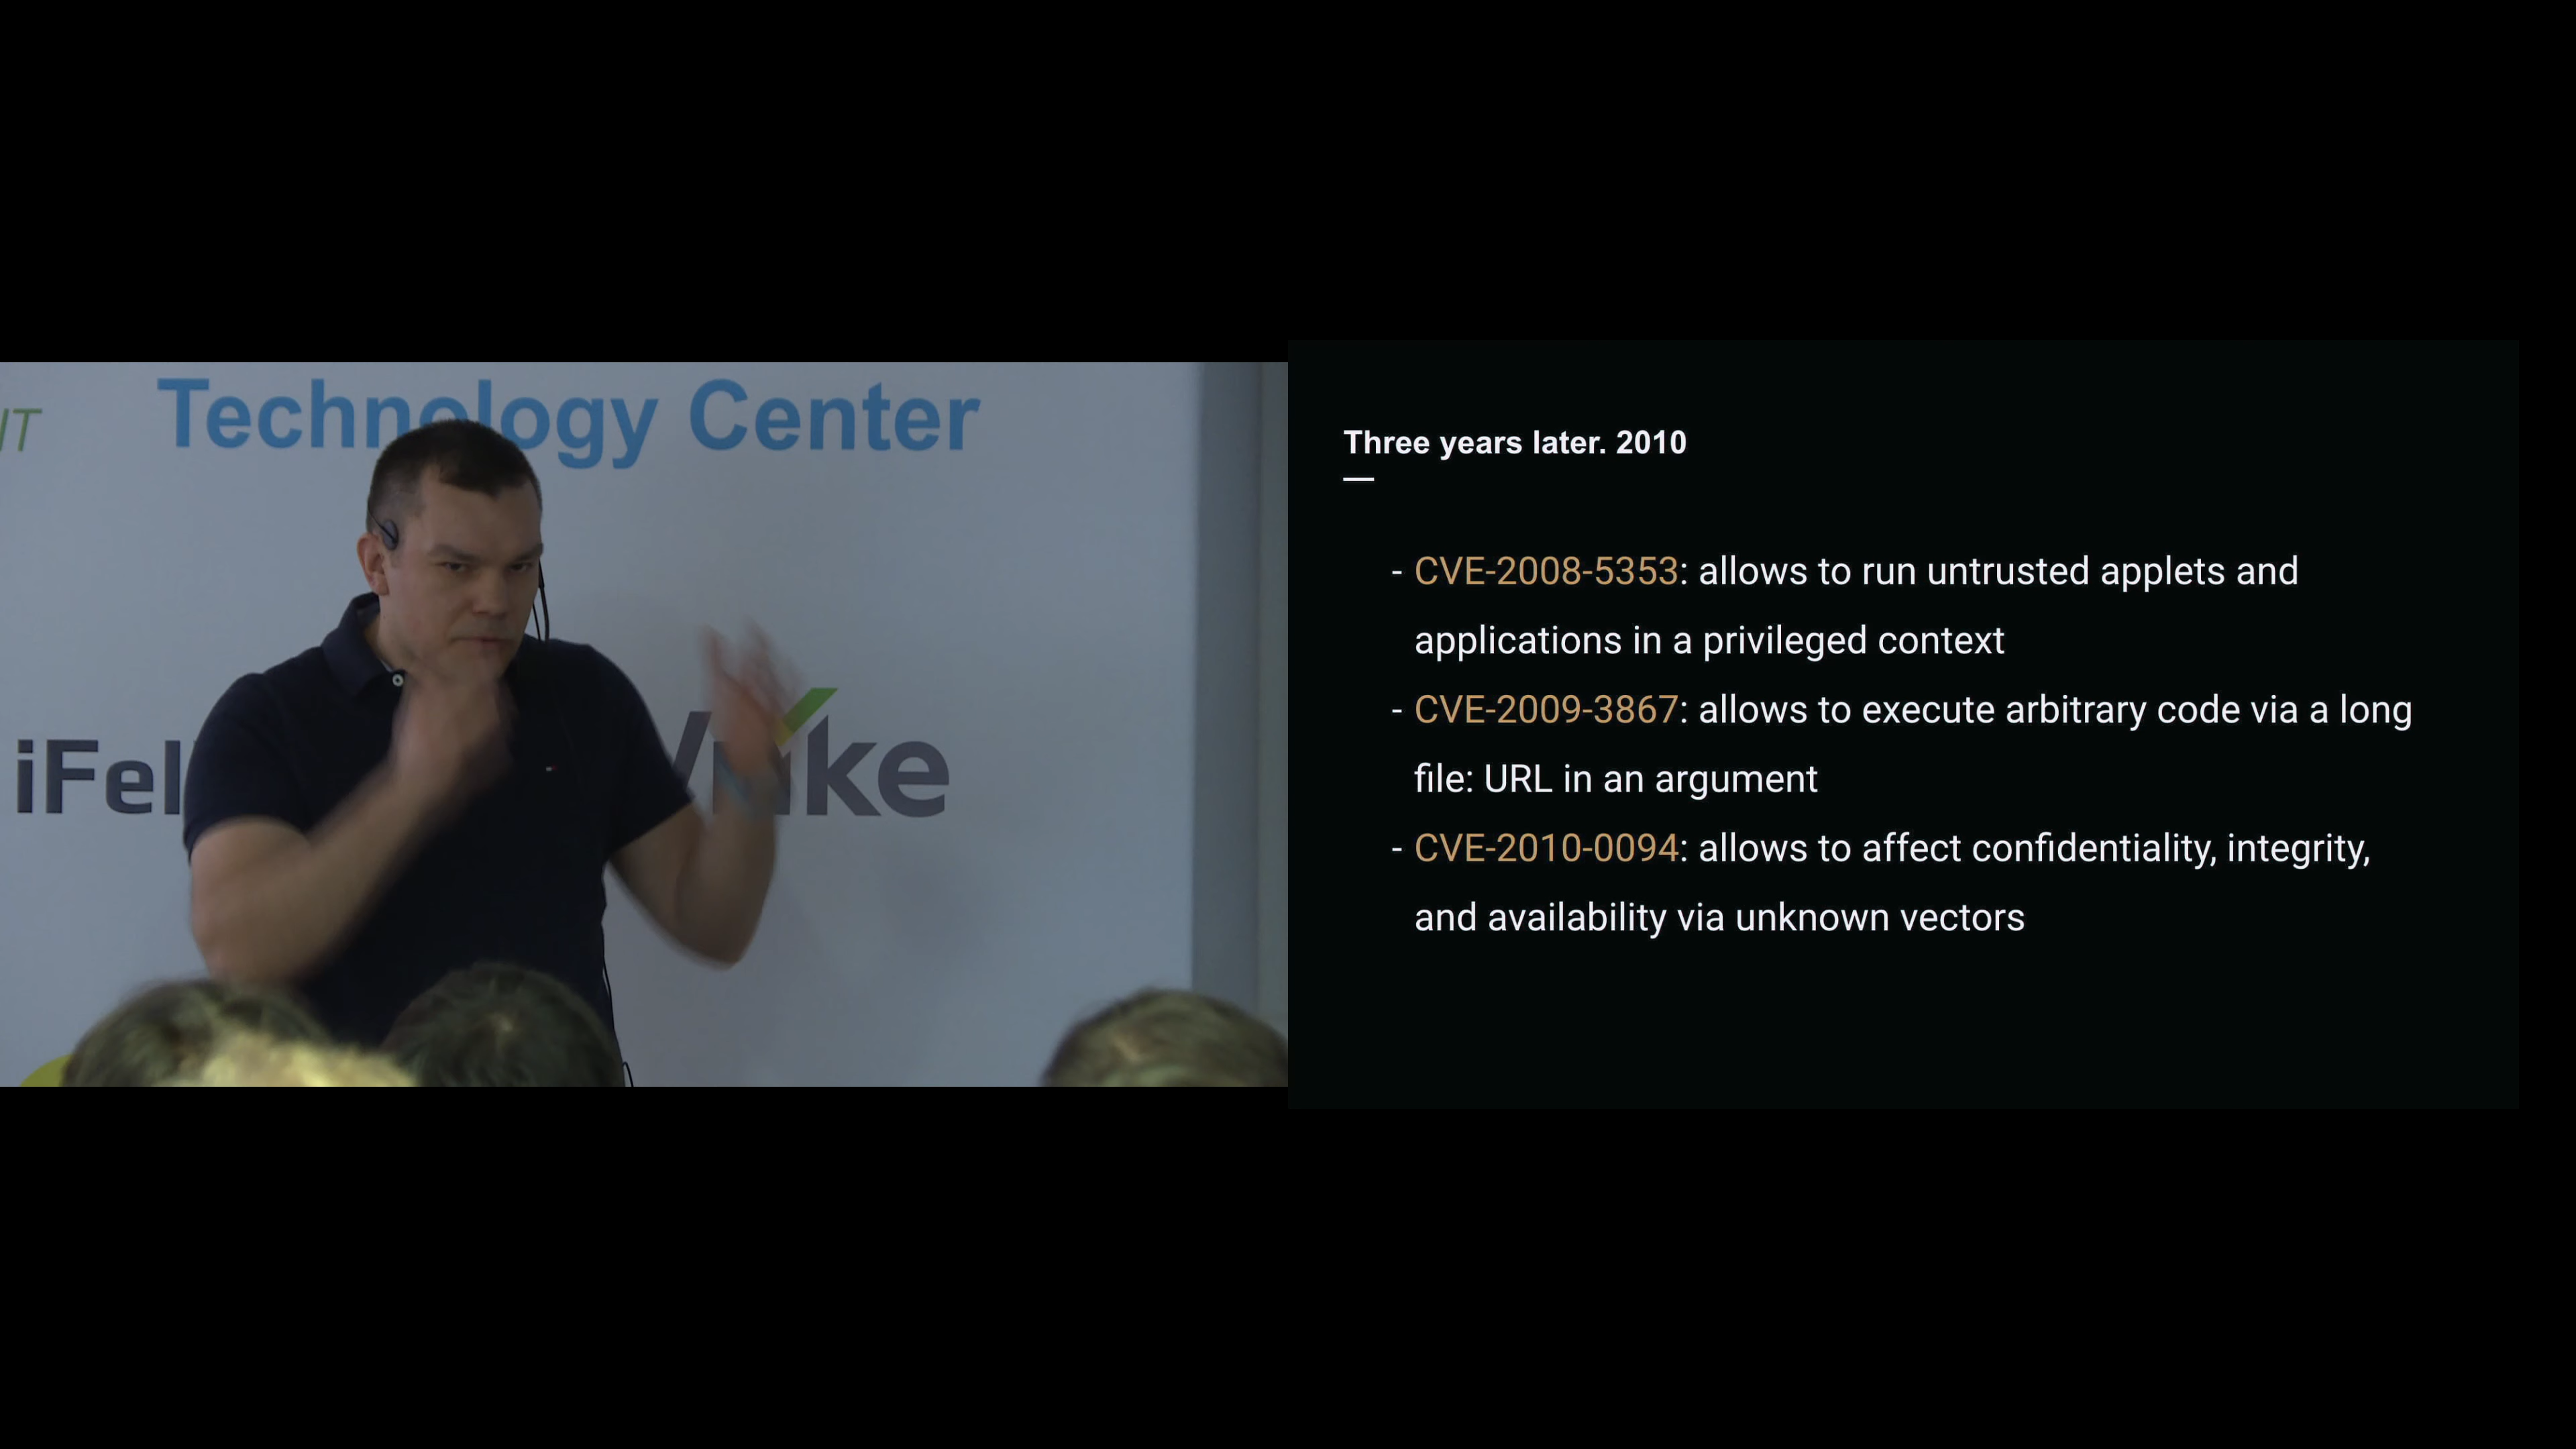 IT
Technology Center
iFel
Wrike
Three years later. 2010
- CVE-2008-5353: allows to run untrusted applets and
applications in a privileged context
- CVE-2009-3867: allows to execute arbitrary code via a long
file: URL in an argument
- CVE-2010-0094: allows to affect confidentiality, integrity,
and availability via unknown vectors